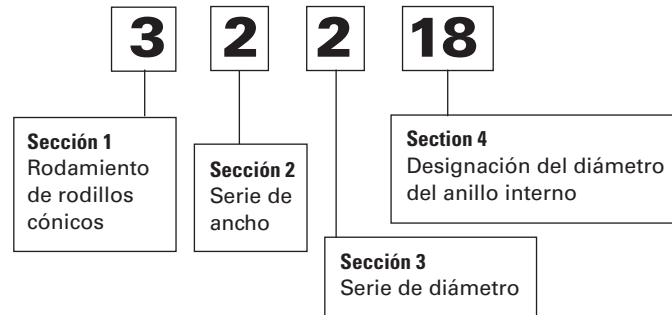 3 2 2 18
Sección 1
Rodamiento
de rodillos
cónicos
Sección 2
Serie de
ancho
Sección 3
Serie de diámetro
Section 4
Designación del diámetro
del anillo interno